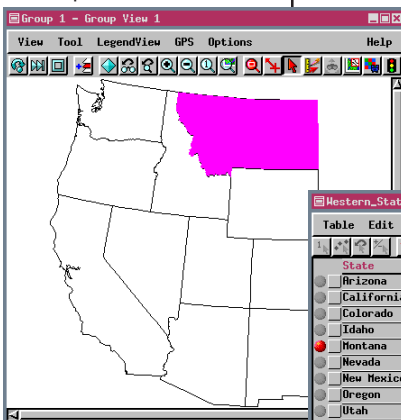 Group 1 - Group View 1
View Tool LegendView GPS Options Help
Western_Stat
Table Edit
State
Arizona
California
Colorado
Idaho
Montana
Nevada
New Mexico
Oregon
Utah